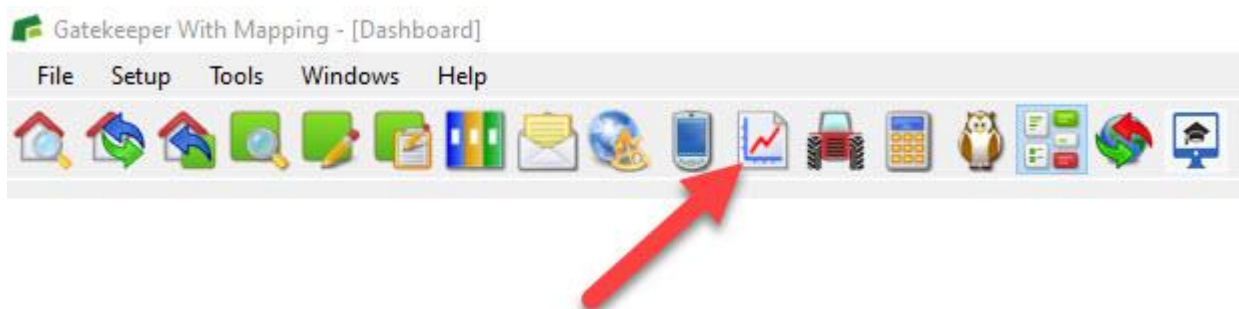 Gatekeeper With Mapping - [Dashboard]
File Setup Tools Windows Help